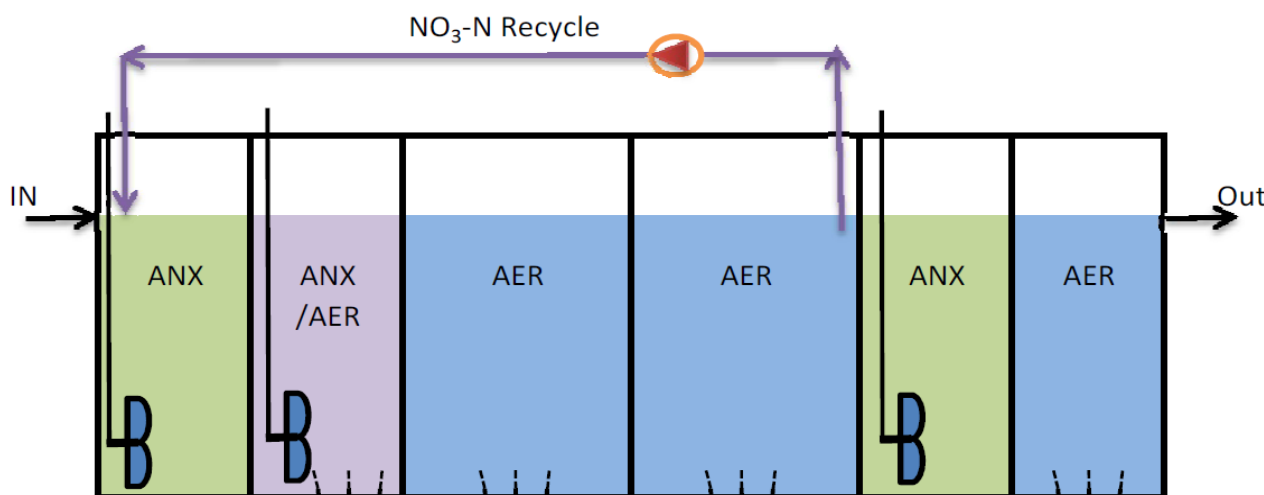 NO₃-N Recycle
IN
Out
ANX
ANX
/AER
AER
AER
ANX
AER